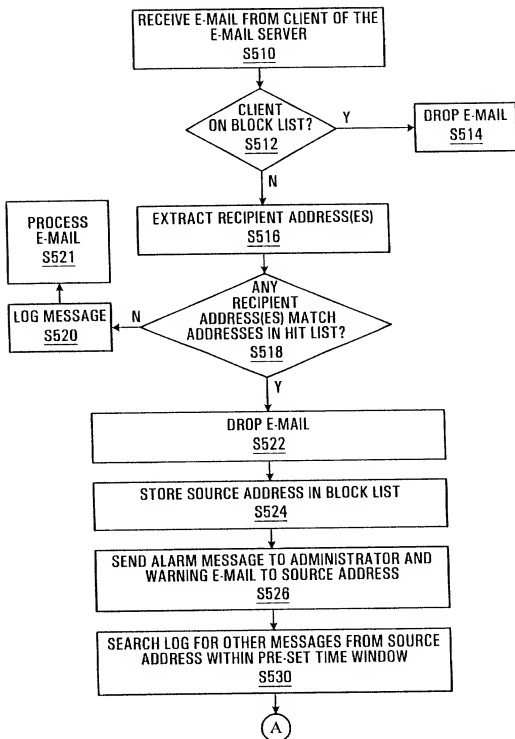 RECEIVE E-MAIL FROM CLIENT OF THE
E-MAIL SERVER
S510
CLIENT
ON BLOCK LIST?
S512
Y
DROP E-MAIL
S514
N
EXTRACT RECIPIENT ADDRESS(ES)
S516
PROCESS
E-MAIL
S521
ANY
RECIPIENT
ADDRESS(ES) MATCH
ADDRESSES IN HIT LIST?
S518
N
LOG MESSAGE
S520
Y
DROP E-MAIL
S522
STORE SOURCE ADDRESS IN BLOCK LIST
S524
SEND ALARM MESSAGE TO ADMINISTRATOR AND
WARNING E-MAIL TO SOURCE ADDRESS
S526
SEARCH LOG FOR OTHER MESSAGES FROM SOURCE
ADDRESS WITHIN PRE-SET TIME WINDOW
S530
A